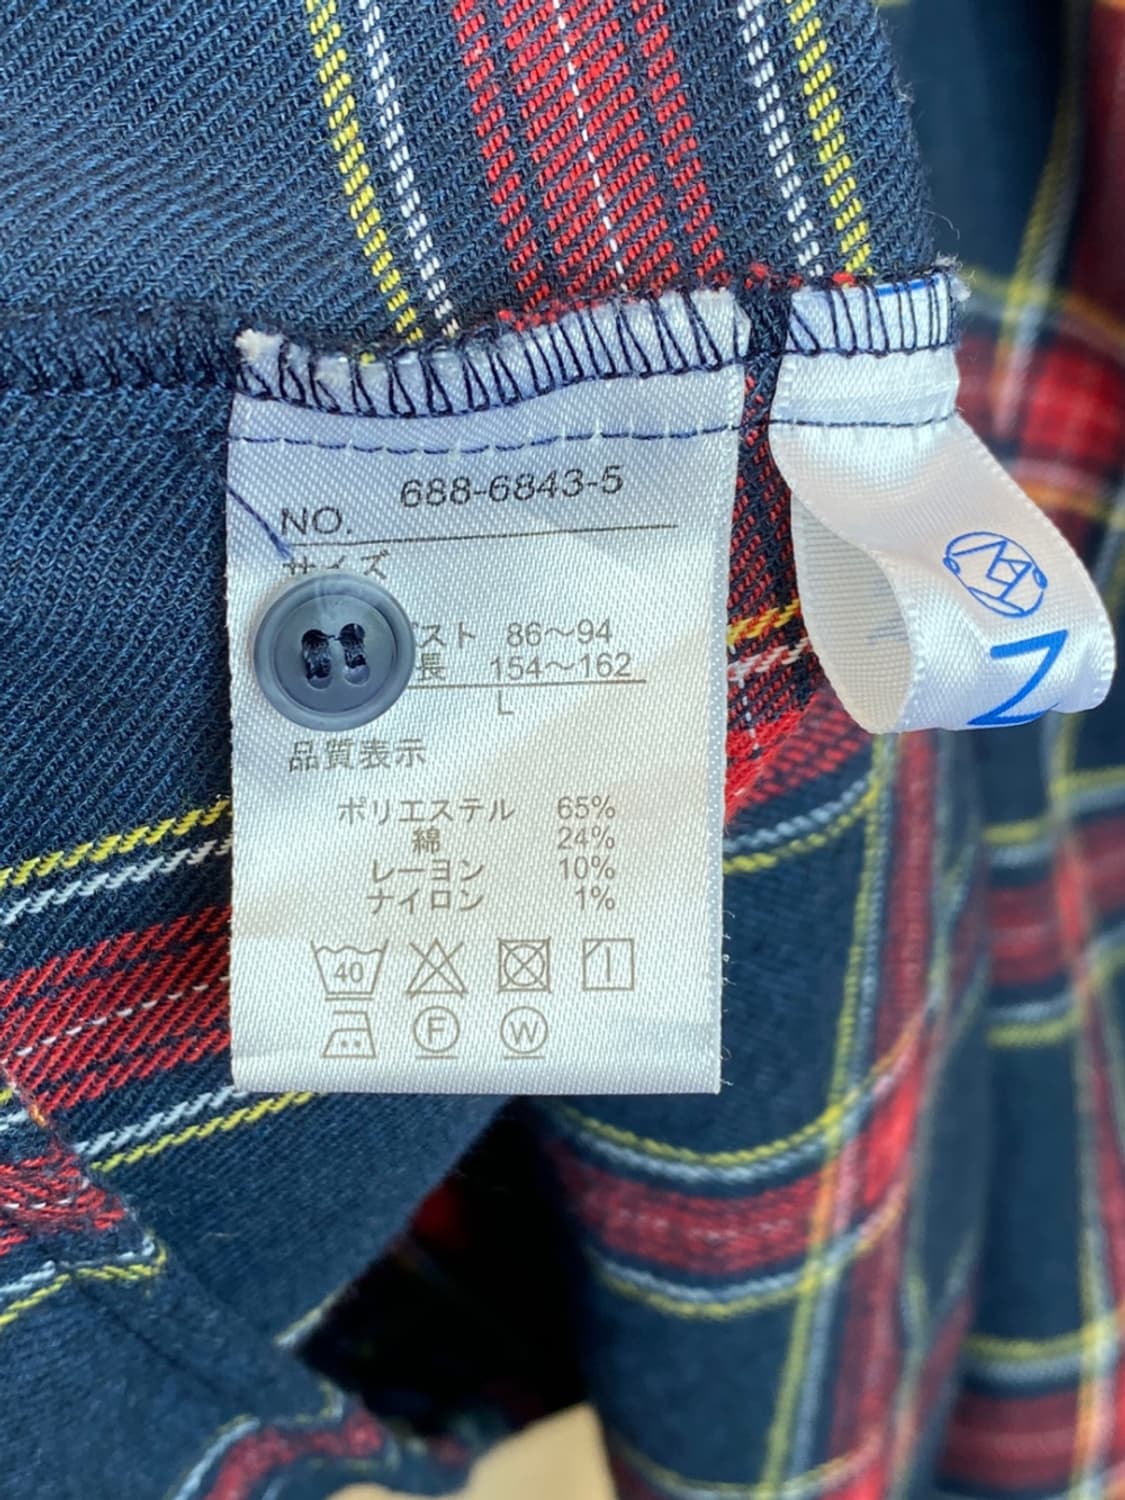 688-6843-5
NO.
サイズ
スト 86～94
長 154～162
L
品質表示
ポリエステル 65%
綿 24%
レーヨン 10%
ナイロン 1%
40
F W
N